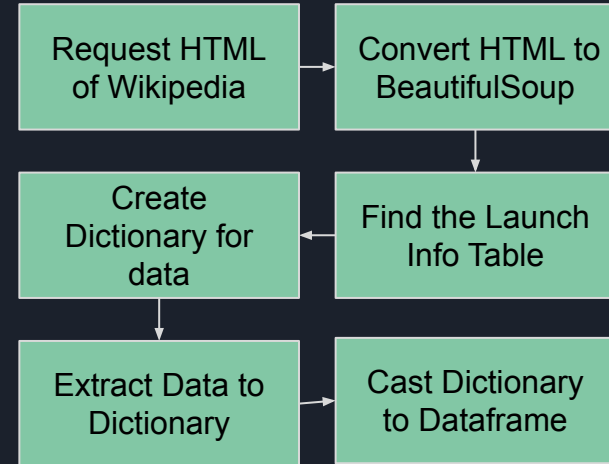 Request HTML
of Wikipedia
Convert HTML to
BeautifulSoup
Find the Launch
Info Table
Create
Dictionary for
data
Extract Data to
Dictionary
Cast Dictionary
to Dataframe